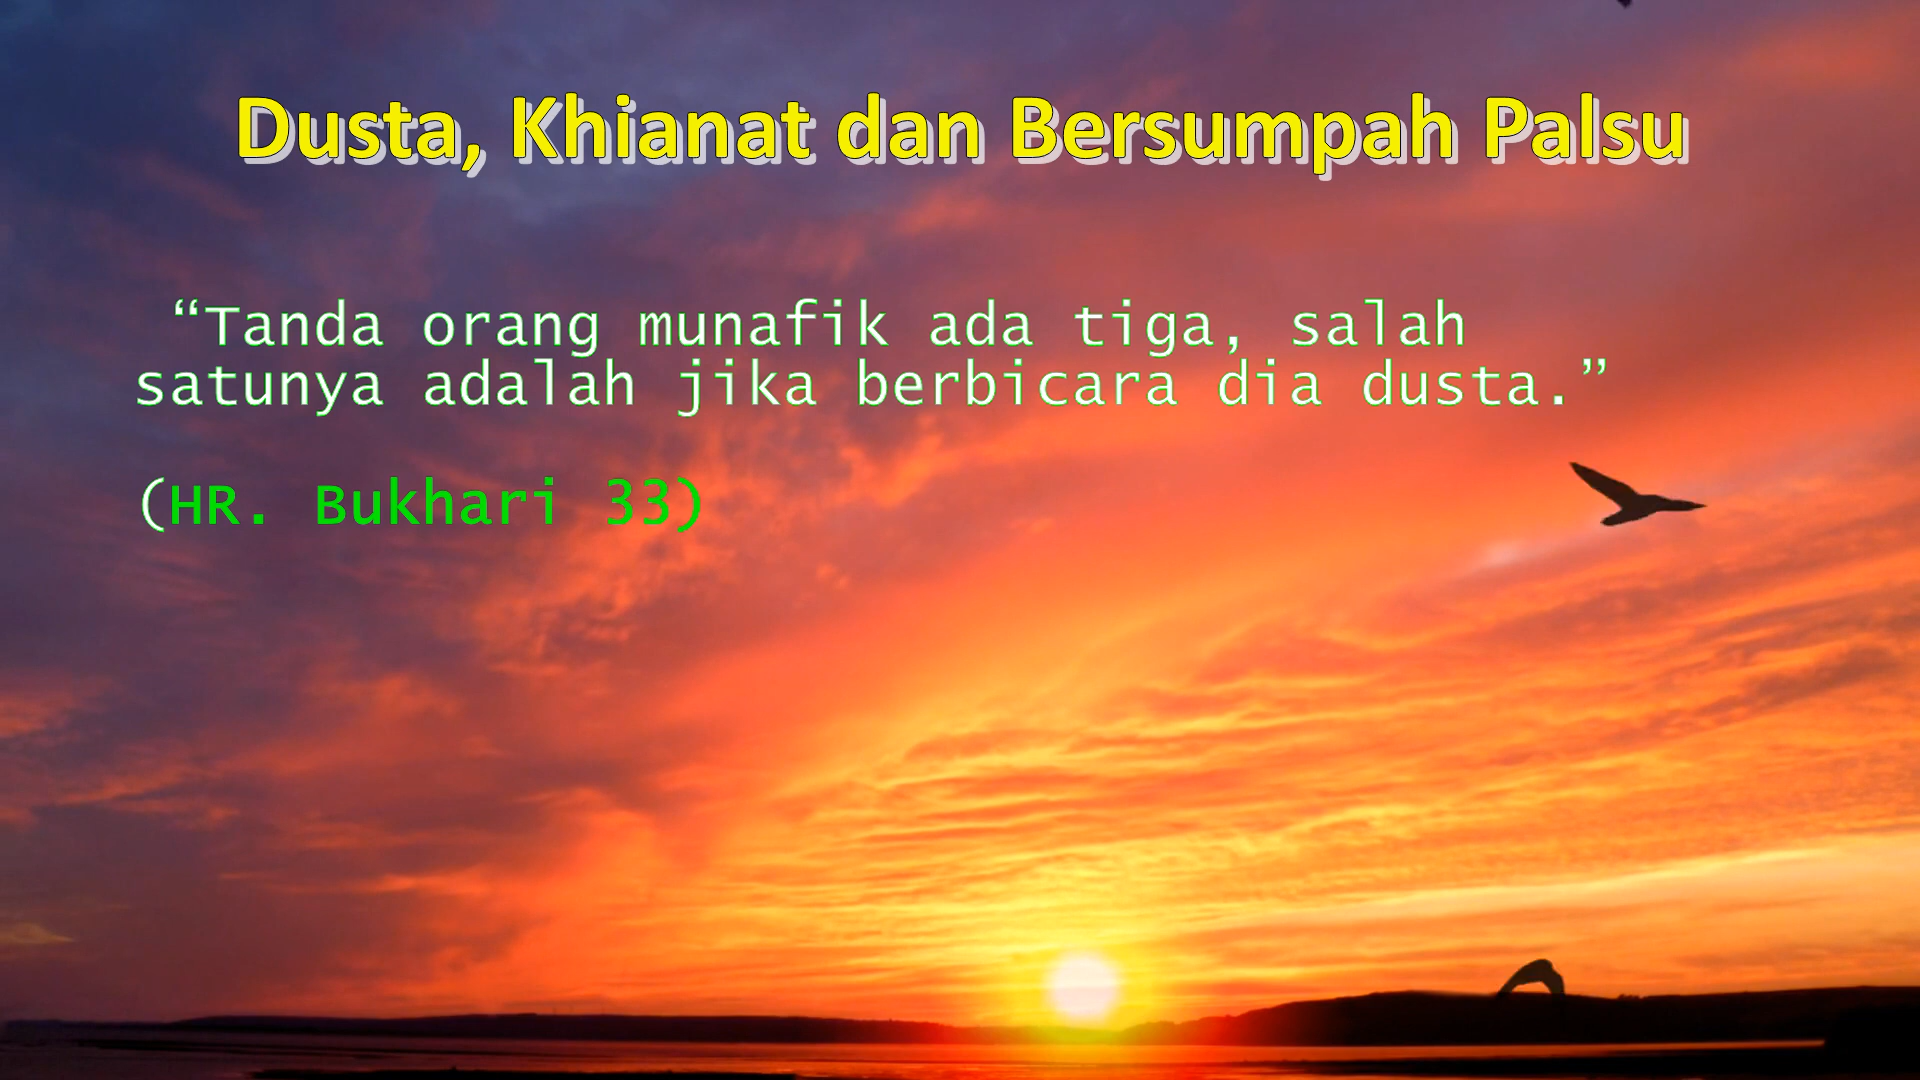 Dusta, Khianat dan Bersumpah Palsu
“Tanda orang munafik ada tiga, salah
satunya adalah jika berbicara dia dusta.”
(HR. Bukhari 33)